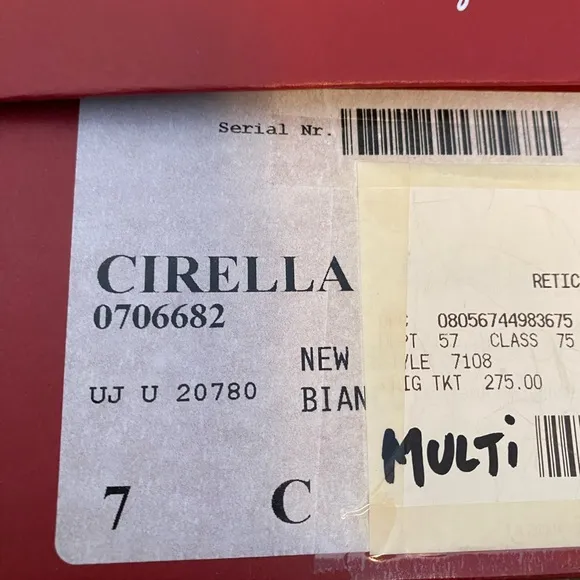 Serial Nr.
CIRELLA
0706682
NEW
UJ U 20780
BIAN
7 C
RETIC
08056744983675
PT 57 CLASS 75
YLE 7108
IG TKT 275.00
MULTi